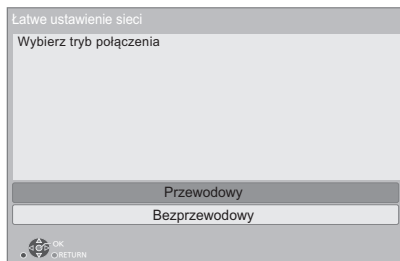 Łatwe ustawienie sieci
Wybierz tryb połączenia
Przewodowy
Bezprzewodowy
OK
RETURN